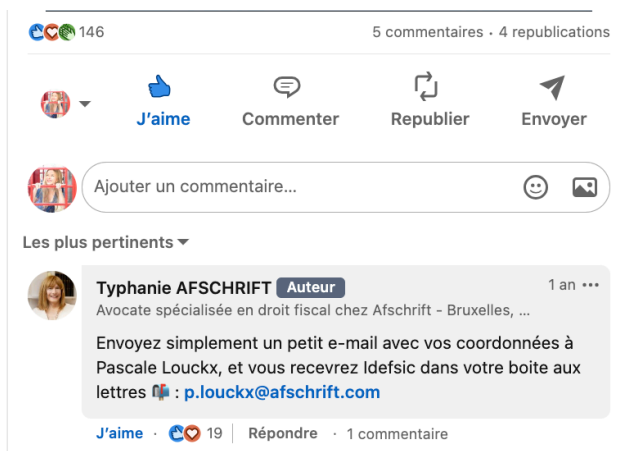 146 5 commentaires · 4 republications
J'aime Commenter Republier Envoyer
Ajouter un commentaire...
Les plus pertinents
Typhanie AFSCHRIFT Auteur 1 an
Avocate spécialisée en droit fiscal chez Afschrift - Bruxelles, ...
Envoyez simplement un petit e-mail avec vos coordonnées à
Pascale Louckx, et vous recevrez Idefsic dans votre boite aux
lettres 📬 : p.louckx@afschrift.com
J'aime · 19 Répondre · 1 commentaire